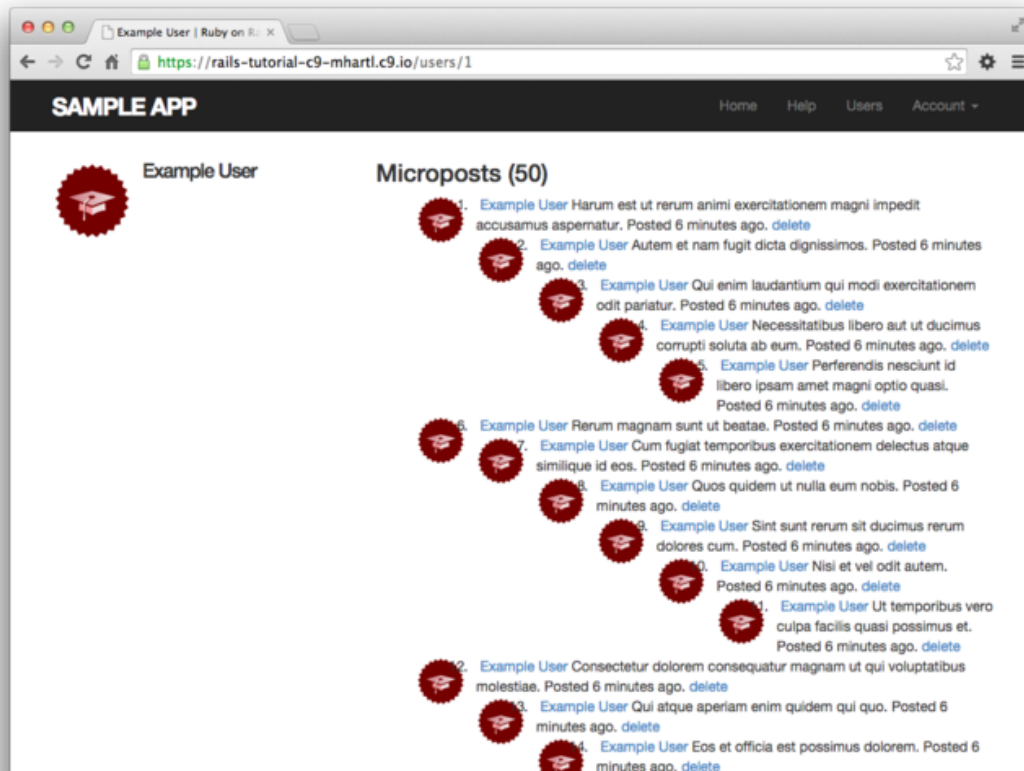 Example User | Ruby on Ra
https://rails-tutorial-c9-mhartl.c9.io/users/1
SAMPLE APP
Home Help Users Account
Example User
Microposts (50)
1. Example User Harum est ut rerum animi exercitationem magni impedit
accusamus aspernatur. Posted 6 minutes ago. delete
2. Example User Autem et nam fugit dicta dignissimos. Posted 6 minutes
ago. delete
3. Example User Qui enim laudantium qui modi exercitationem
odit pariatur. Posted 6 minutes ago. delete
4. Example User Necessitatibus libero aut ut ducimus
corrupti soluta ab eum. Posted 6 minutes ago. delete
5. Example User Perferendis nesciunt id
libero ipsam amet magni optio quasi.
Posted 6 minutes ago. delete
6. Example User Rerum magnam sunt ut beatae. Posted 6 minutes ago. delete
7. Example User Cum fugiat temporibus exercitationem delectus atque
similique id eos. Posted 6 minutes ago. delete
8. Example User Quos quidem ut nulla eum nobis. Posted 6
minutes ago. delete
9. Example User Sint sunt rerum sit ducimus rerum
dolores cum. Posted 6 minutes ago. delete
10. Example User Nisi et vel odit autem.
Posted 6 minutes ago. delete
11. Example User Ut temporibus vero
culpa facilis quasi possimus et.
Posted 6 minutes ago. delete
12. Example User Consectetur dolorem consequatur magnam ut qui voluptatibus
molestiae. Posted 6 minutes ago. delete
13. Example User Qui atque aperiam enim quidem qui quo. Posted 6
minutes ago. delete
14. Example User Eos et officia est possimus dolorem. Posted 6
minutes ago. delete